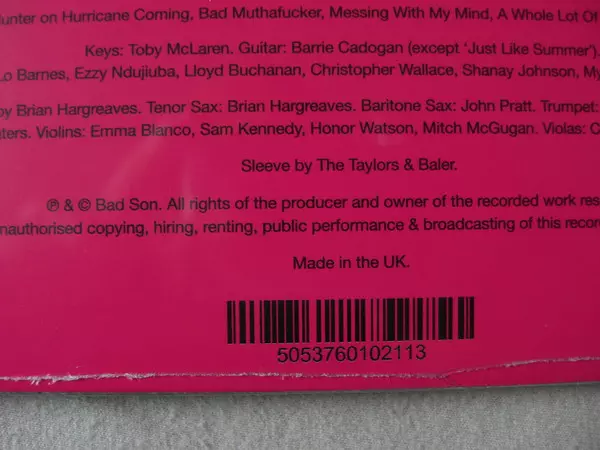 unter on Hurricane Coming, Bad Muthafucker, Messing With My Mind, A Whole Lot Of
Keys: Toby McLaren. Guitar: Barrie Cadogan (except 'Just Like Summer').
Lo Barnes, Ezzy Ndujiuba, Lloyd Buchanan, Christopher Wallace, Shanay Johnson, My
by Brian Hargreaves. Tenor Sax: Brian Hargreaves. Baritone Sax: John Pratt. Trumpet:
ters. Violins: Emma Blanco, Sam Kennedy, Honor Watson, Mitch McGugan. Violas: C
Sleeve by The Taylors & Baler.
℗ & © Bad Son. All rights of the producer and owner of the recorded work res
nauthorised copying, hiring, renting, public performance & broadcasting of this recor
Made in the UK.
5053760102113